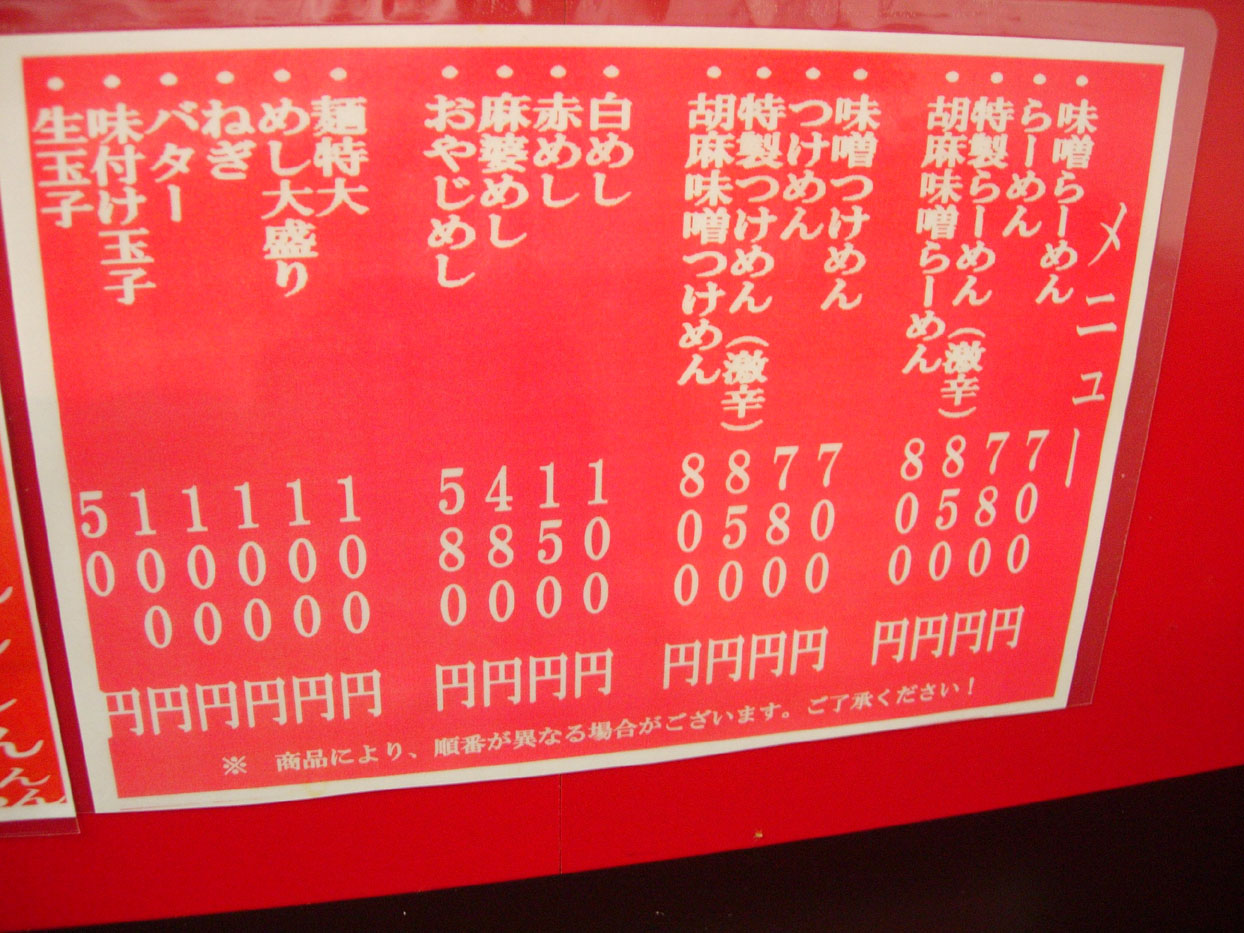 メニュー
・味噌らーめん 700円
・らーめん 780円
・特製らーめん（激辛） 850円
・胡麻味噌らーめん 800円
・味噌つけめん 700円
・つけめん 780円
・特製つけめん（激辛） 850円
・胡麻味噌つけめん 800円
・白めし 100円
・赤めし 150円
・麻婆めし 480円
・おやじめし 580円
・麺特大 100円
・めし大盛り 100円
・ねぎ 100円
・バター 100円
・味付け玉子 100円
・生玉子 50円
※ 商品により、順番が異なる場合がございます。ご了承ください！